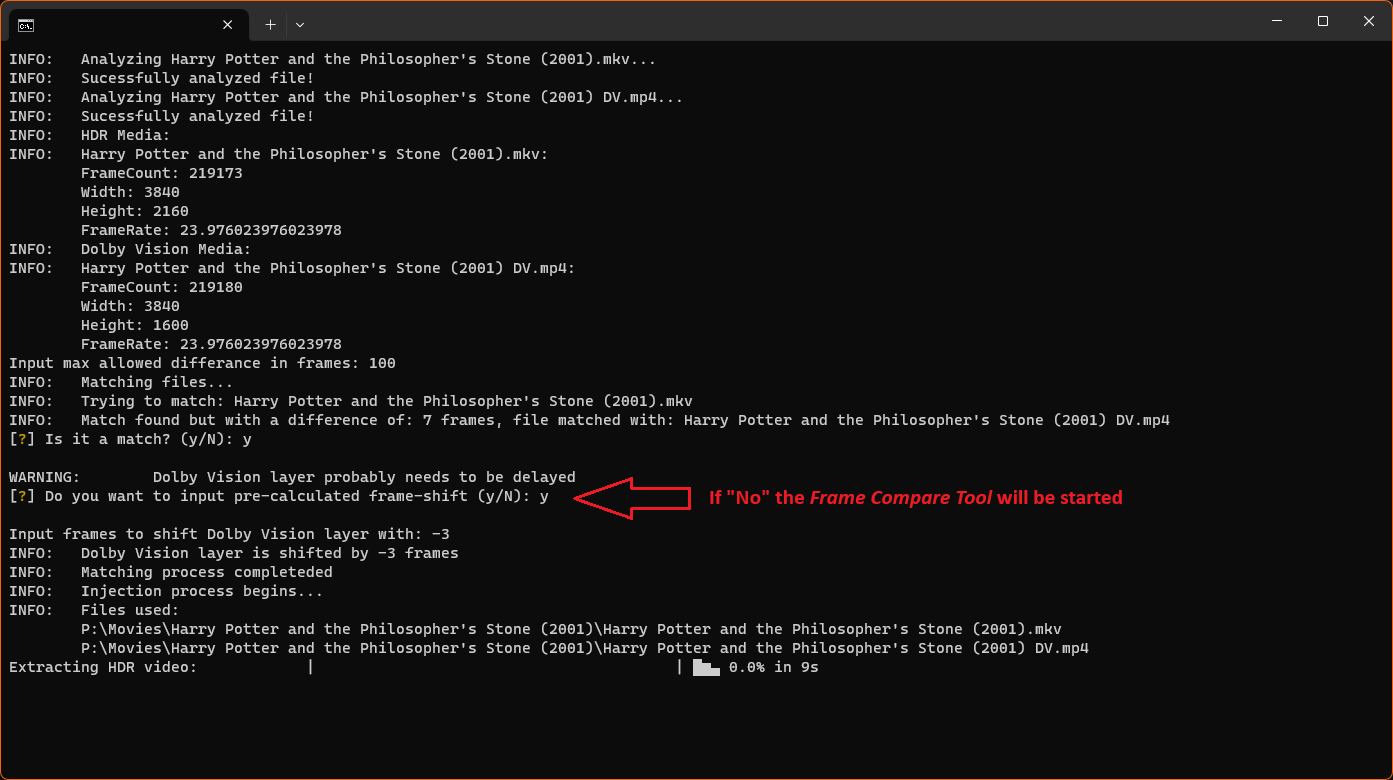 INFO: Analyzing Harry Potter and the Philosopher's Stone (2001).mkv...
INFO: Sucessfully analyzed file!
INFO: Analyzing Harry Potter and the Philosopher's Stone (2001) DV.mp4...
INFO: Sucessfully analyzed file!
INFO: HDR Media:
INFO: Harry Potter and the Philosopher's Stone (2001).mkv:
FrameCount: 219173
Width: 3840
Height: 2160
FrameRate: 23.976023976023978
INFO: Dolby Vision Media:
INFO: Harry Potter and the Philosopher's Stone (2001) DV.mp4:
FrameCount: 219180
Width: 3840
Height: 1600
FrameRate: 23.976023976023978
Input max allowed differance in frames: 100
INFO: Matching files...
INFO: Trying to match: Harry Potter and the Philosopher's Stone (2001).mkv
INFO: Match found but with a difference of: 7 frames, file matched with: Harry Potter and the Philosopher's Stone (2001) DV.mp4
[?] Is it a match? (y/N): y
WARNING: Dolby Vision layer probably needs to be delayed
[?] Do you want to input pre-calculated frame-shift (y/N): y If "No" the Frame Compare Tool will be started
Input frames to shift Dolby Vision layer with: -3
INFO: Dolby Vision layer is shifted by -3 frames
INFO: Matching process completeded
INFO: Injection process begins...
INFO: Files used:
P:\Movies\Harry Potter and the Philosopher's Stone (2001)\Harry Potter and the Philosopher's Stone (2001).mkv
P:\Movies\Harry Potter and the Philosopher's Stone (2001)\Harry Potter and the Philosopher's Stone (2001) DV.mp4
Extracting HDR video: | | 0.0% in 9s